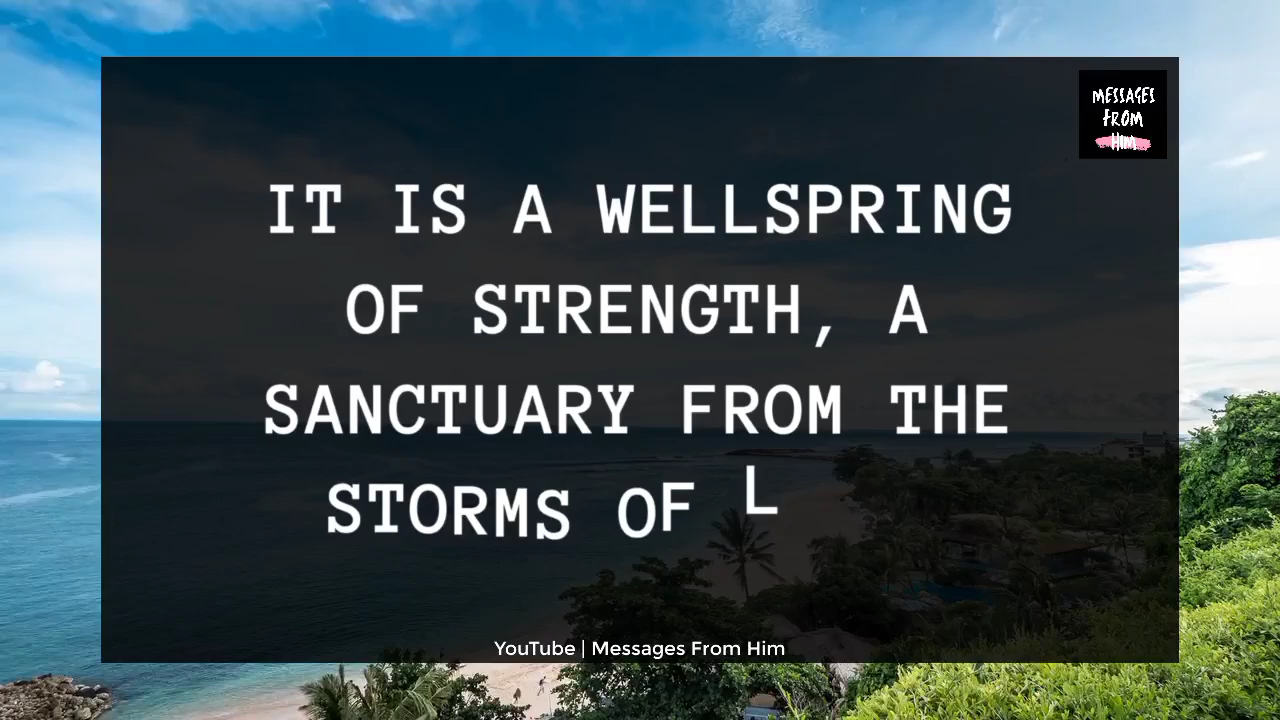 MESSAGES
FROM
HIM
IT IS A WELLSPRING
OF STRENGTH, A
SANCTUARY FROM THE
STORMS OF L
YouTube | Messages From Him